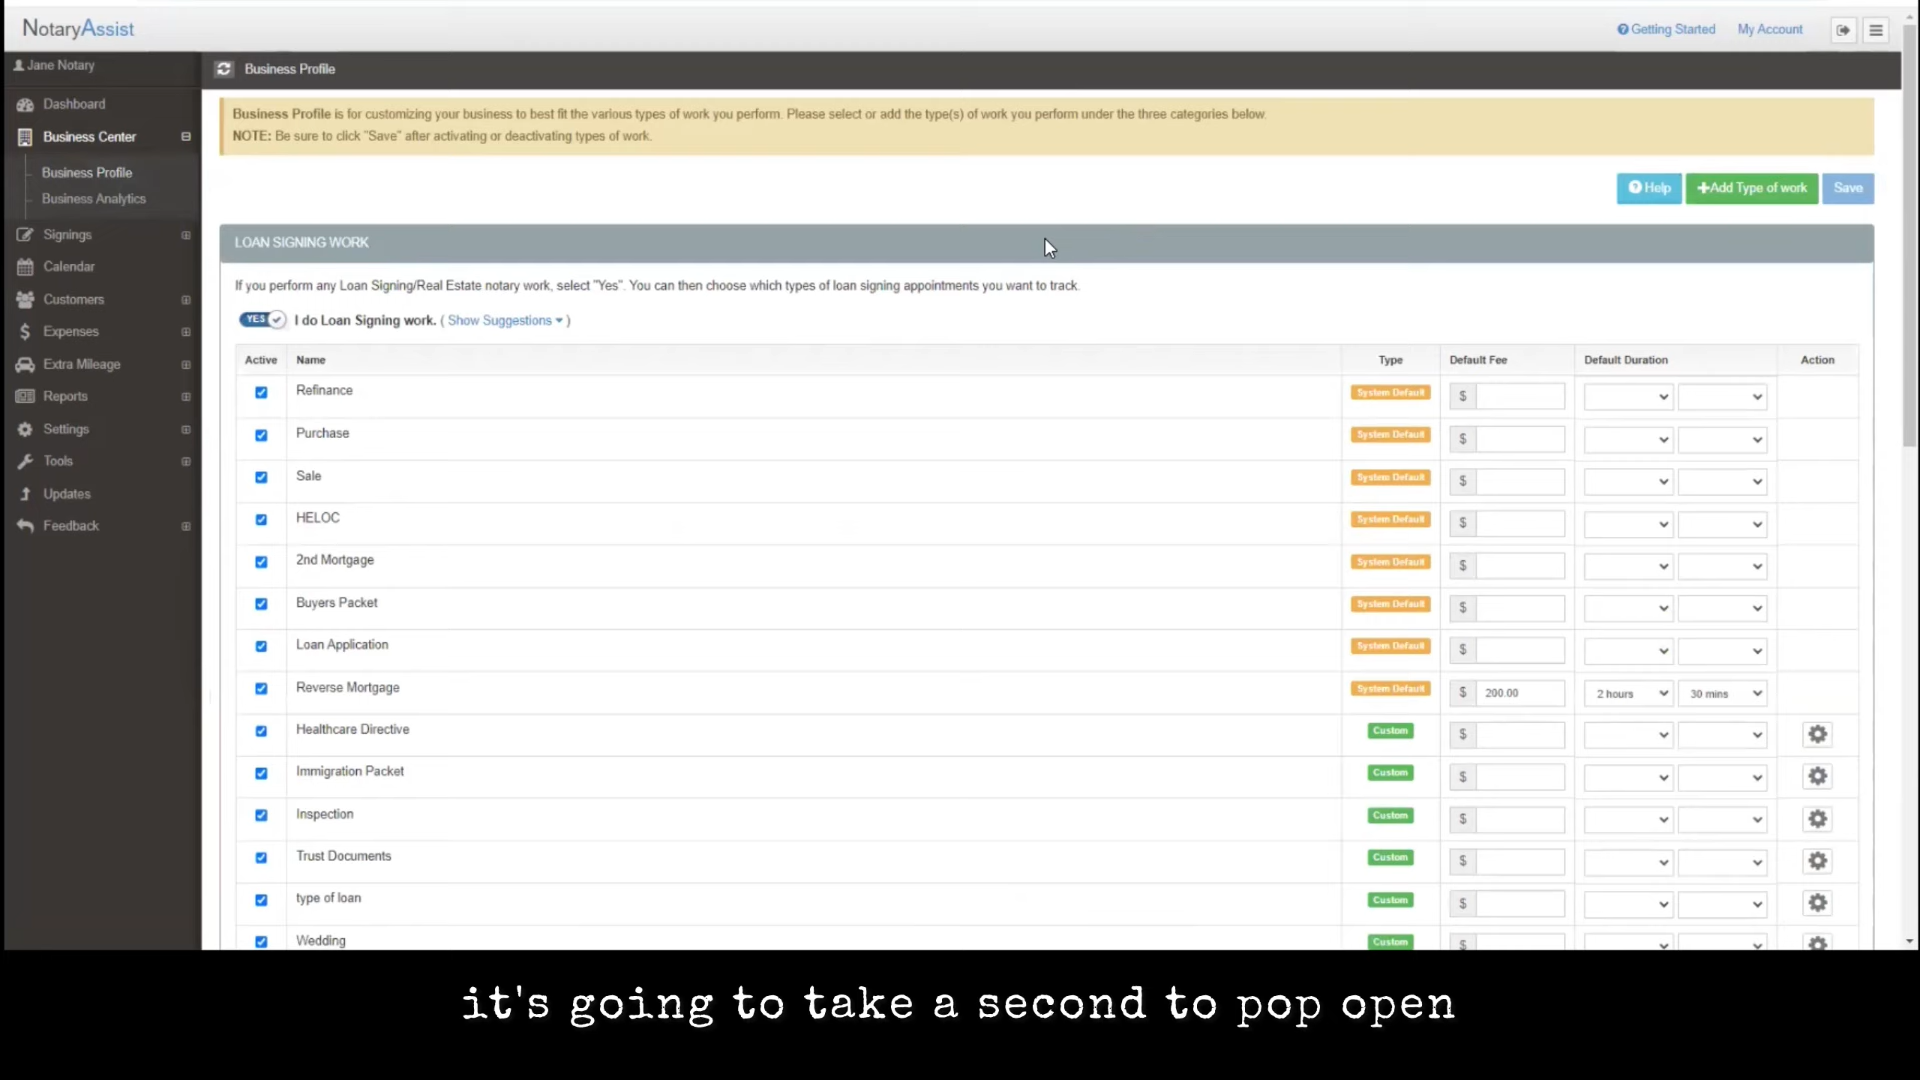 NotaryAssist
Getting Started My Account
Jane Notary
Business Profile
Dashboard
Business Center
Business Profile
Business Analytics
Signings
Calendar
Customers
Expenses
Extra Mileage
Reports
Settings
Tools
Updates
Feedback
Business Profile is for customizing your business to best fit the various types of work you perform. Please select or add the type(s) of work you perform under the three categories below.
NOTE: Be sure to click "Save" after activating or deactivating types of work.
Help +Add Type of work Save
LOAN SIGNING WORK
If you perform any Loan Signing/Real Estate notary work, select "Yes". You can then choose which types of loan signing appointments you want to track.
YES I do Loan Signing work. ( Show Suggestions )
Active Name Type Default Fee Default Duration Action
Refinance System Default $
Purchase System Default $
Sale System Default $
HELOC System Default $
2nd Mortgage System Default $
Buyers Packet System Default $
Loan Application System Default $
Reverse Mortgage System Default $ 200.00 2 hours 30 mins
Healthcare Directive Custom $
Immigration Packet Custom $
Inspection Custom $
Trust Documents Custom $
type of loan Custom $
Wedding Custom $
it's going to take a second to pop open